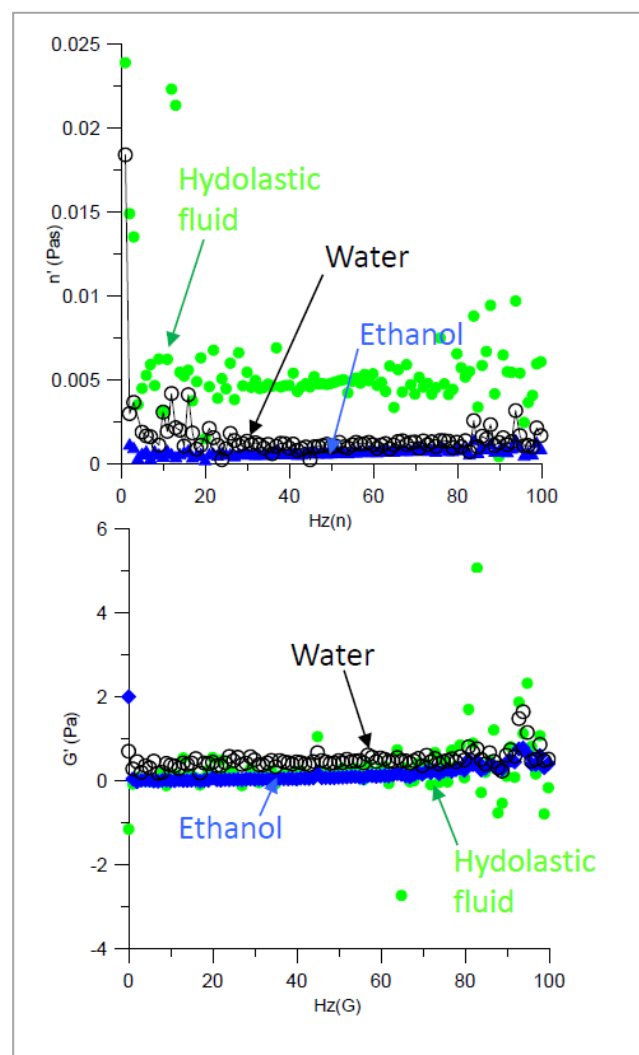 0.025
0.02
0.015
0.01
0.005
0
n' (Pas)
Hydolastic
fluid
Water
Ethanol
0 20 40 60 80 100
Hz(n)
6
4
2
0
-2
-4
G' (Pa)
Water
Ethanol
Hydolastic
fluid
0 20 40 60 80 100
Hz(G)